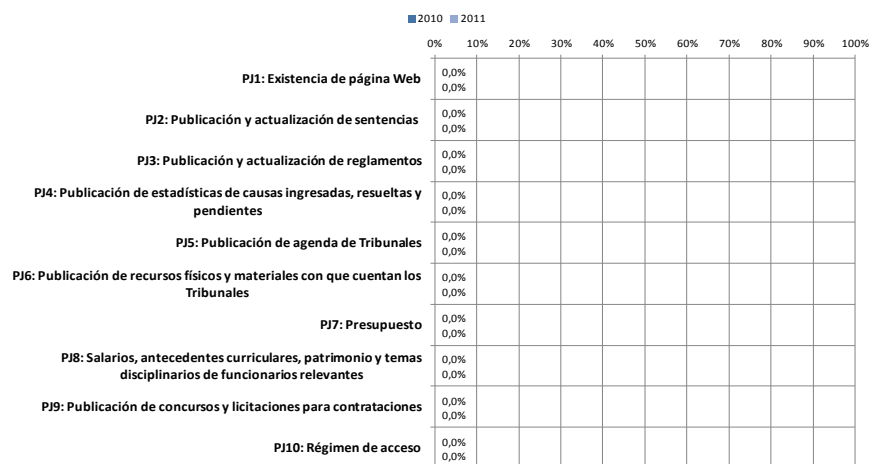 2010 2011
0% 10% 20% 30% 40% 50% 60% 70% 80% 90% 100%
PJ1: Existencia de página Web
0,0%
0,0%
PJ2: Publicación y actualización de sentencias
0,0%
0,0%
PJ3: Publicación y actualización de reglamentos
0,0%
0,0%
PJ4: Publicación de estadísticas de causas ingresadas, resueltas y
pendientes
0,0%
0,0%
PJ5: Publicación de agenda de Tribunales
0,0%
0,0%
PJ6: Publicación de recursos físicos y materiales con que cuentan los
Tribunales
0,0%
0,0%
PJ7: Presupuesto
0,0%
0,0%
PJ8: Salarios, antecedentes curriculares, patrimonio y temas
disciplinarios de funcionarios relevantes
0,0%
0,0%
PJ9: Publicación de concursos y licitaciones para contrataciones
0,0%
0,0%
PJ10: Régimen de acceso
0,0%
0,0%